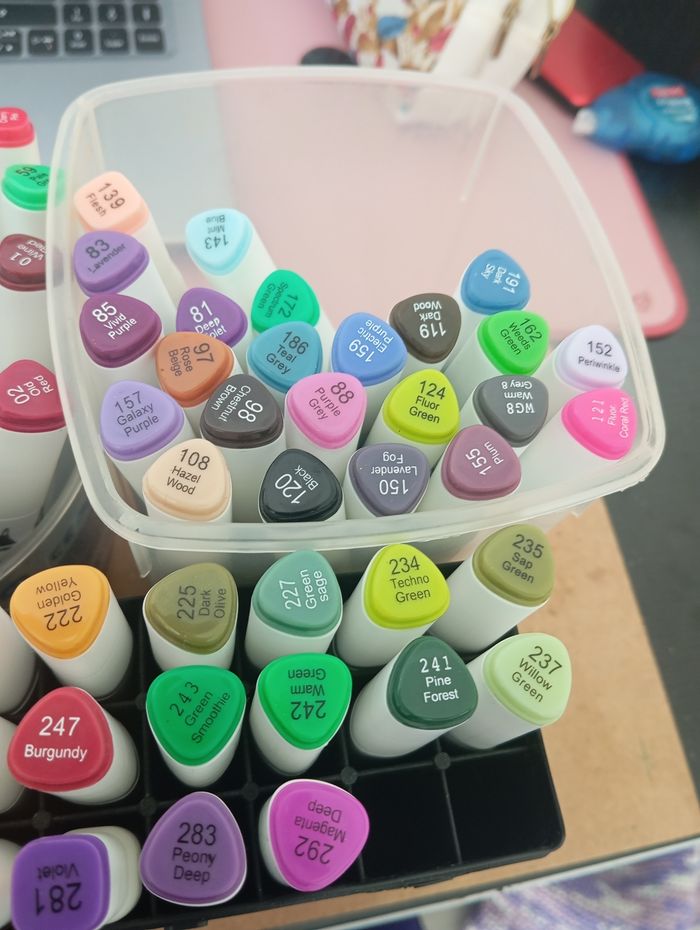 139
Flesh
143
Mint
Blue
83
Lavender
01
Wine
Red
85
Vivid
Purple
81
Deep
Violet
172
Spectrum
Green
191
Dark
Sky
119
Dark
Wood
162
Weeds
Green
152
Periwinkle
97
Rose
Beige
186
Teal
Grey
159
Electric
Purple
02
Old
Red
157
Galaxy
Purple
98
Chestnut
Brown
88
Purple
Grey
124
Fluor
Green
WG8
Warm
Grey 8
121
Fluor
Coral Red
108
Hazel
Wood
120
Black
150
Lavender
Fog
155
Plum
222
Golden
Yellow
225
Dark
Olive
227
Green
sage
234
Techno
Green
235
Sap
Green
247
Burgundy
243
Green
Smoothie
242
Warm
Green
241
Pine
Forest
237
Willow
Green
281
Violet
283
Peony
Deep
292
Magenta
Deep